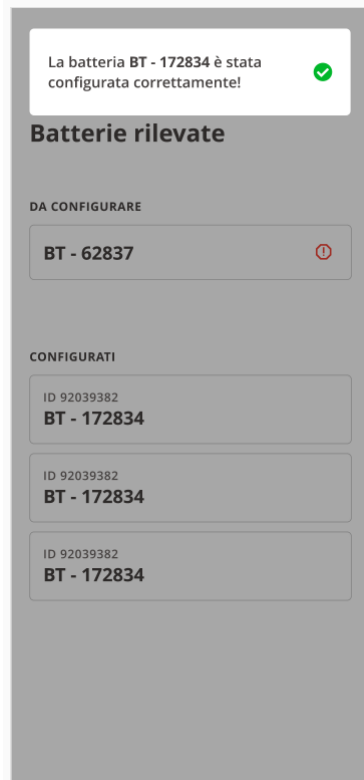 La batteria BT - 172834 è stata
configurata correttamente!
Batterie rilevate
DA CONFIGURARE
BT - 62837
CONFIGURATI
ID 92039382
BT - 172834
ID 92039382
BT - 172834
ID 92039382
BT - 172834